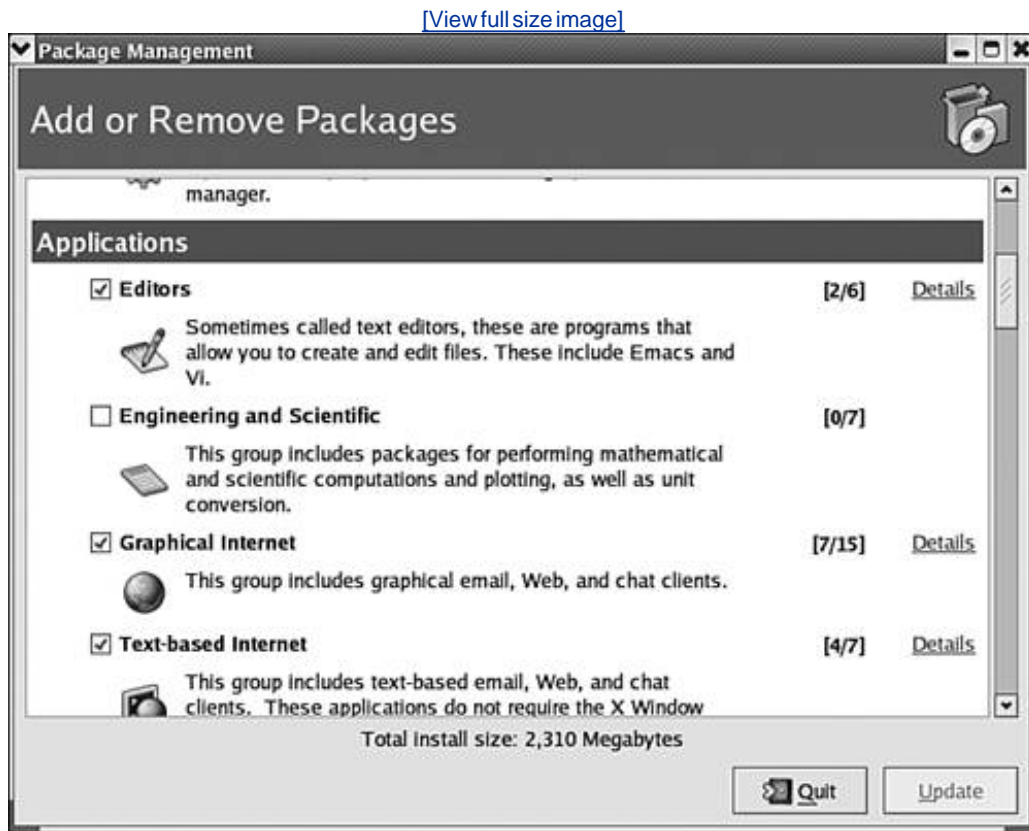 [View full size image]
Package Management
Add or Remove Packages
manager.
Applications
Editors [2/6] Details
Sometimes called text editors, these are programs that
allow you to create and edit files. These include Emacs and
Vi.
Engineering and Scientific [0/7]
This group includes packages for performing mathematical
and scientific computations and plotting, as well as unit
conversion.
Graphical Internet [7/15] Details
This group includes graphical email, Web, and chat clients.
Text-based Internet [4/7] Details
This group includes text-based email, Web, and chat
clients. These applications do not require the X Window
Total install size: 2,310 Megabytes
Quit Update